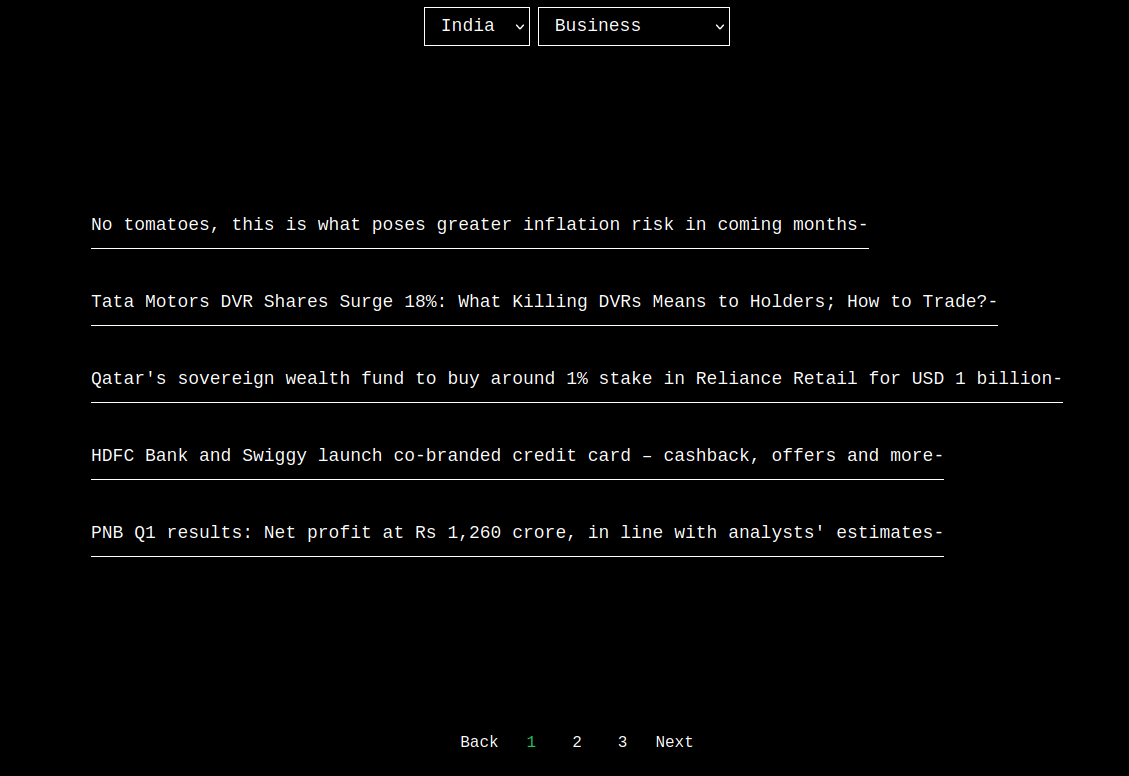 India Business
No tomatoes, this is what poses greater inflation risk in coming months-
Tata Motors DVR Shares Surge 18%: What Killing DVRs Means to Holders; How to Trade?-
Qatar's sovereign wealth fund to buy around 1% stake in Reliance Retail for USD 1 billion-
HDFC Bank and Swiggy launch co-branded credit card – cashback, offers and more-
PNB Q1 results: Net profit at Rs 1,260 crore, in line with analysts' estimates-
Back 1 2 3 Next